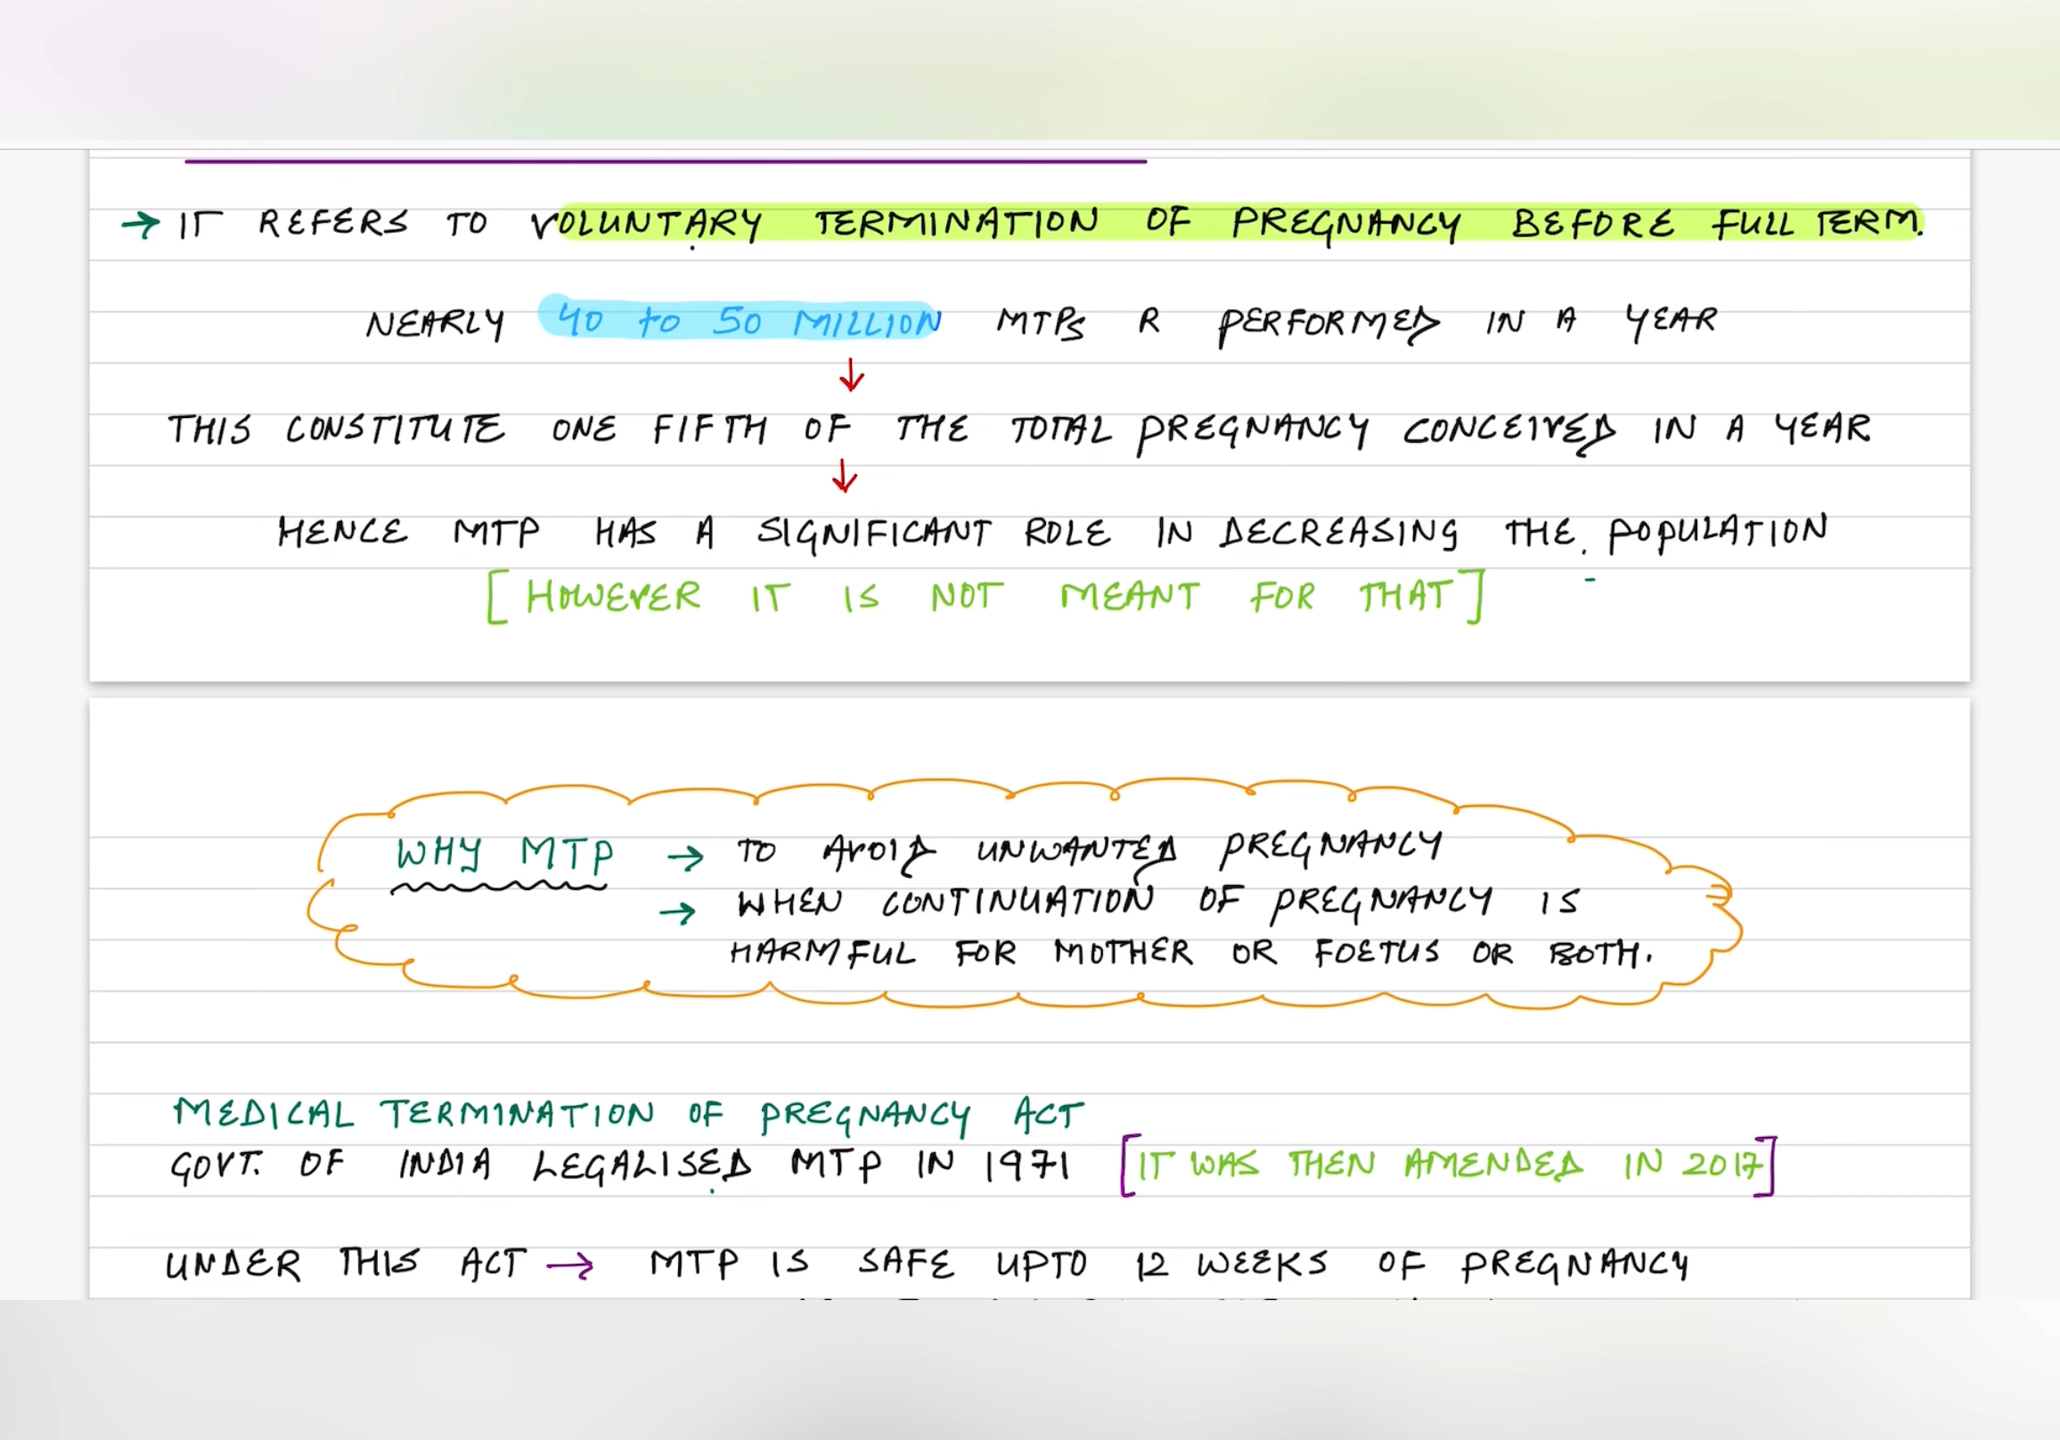 → IT REFERS TO VOLUNTARY TERMINATION OF PREGNANCY BEFORE FULL TERM.
NEARLY 40 to 50 MILLION MTPs R PERFORMED IN A YEAR
↓
THIS CONSTITUTE ONE FIFTH OF THE TOTAL PREGNANCY CONCEIVED IN A YEAR
↓
HENCE MTP HAS A SIGNIFICANT ROLE IN DECREASING THE POPULATION
[HOWEVER IT IS NOT MEANT FOR THAT]
WHY MTP → TO AVOID UNWANTED PREGNANCY
→ WHEN CONTINUATION OF PREGNANCY IS
HARMFUL FOR MOTHER OR FOETUS OR BOTH.
MEDICAL TERMINATION OF PREGNANCY ACT
GOVT. OF INDIA LEGALISED MTP IN 1971 [IT WAS THEN AMENDED IN 2017]
UNDER THIS ACT → MTP IS SAFE UPTO 12 WEEKS OF PREGNANCY